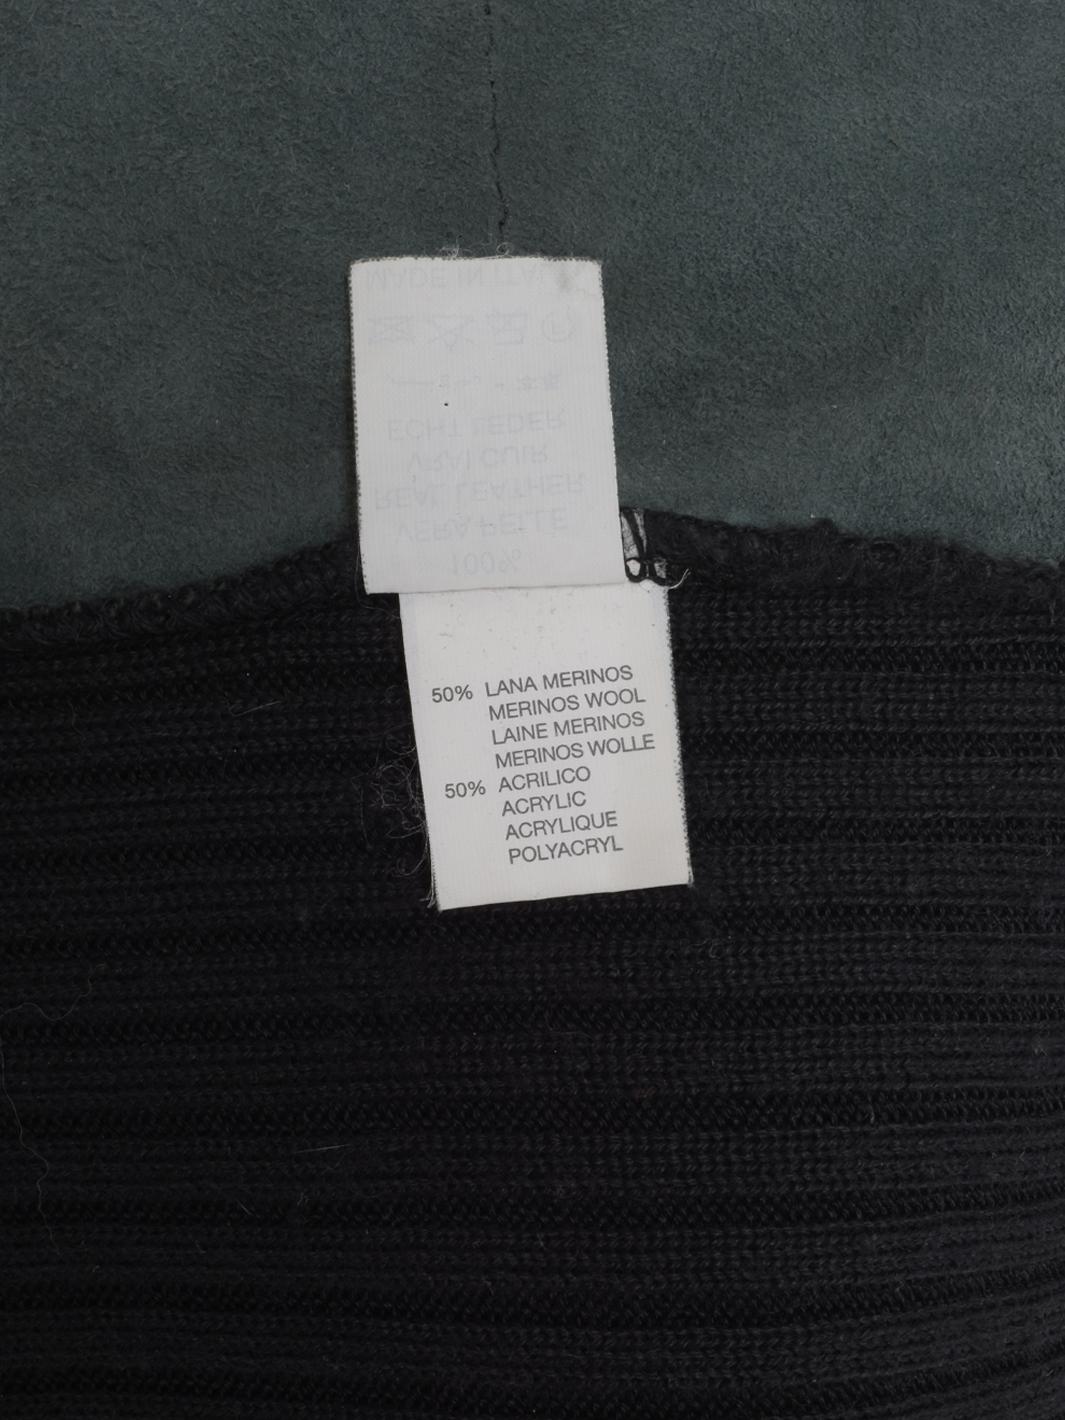 MADE IN ITALY
ECHT LEDER
VRAI CUIR
REAL LEATHER
VERA PELLE
100%
50% LANA MERINOS
MERINOS WOOL
LAINE MERINOS
MERINOS WOLLE
50% ACRILICO
ACRYLIC
ACRYLIQUE
POLYACRYL